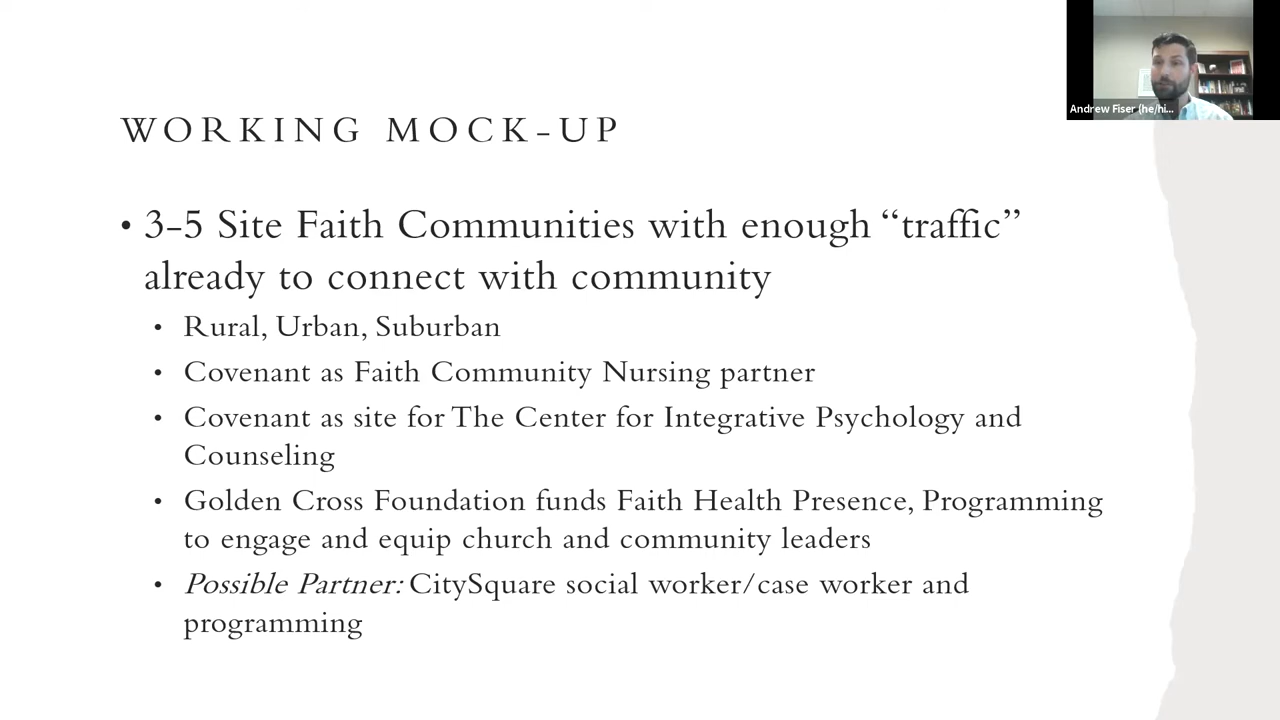 WORKING MOCK-UP
• 3-5 Site Faith Communities with enough “traffic”
already to connect with community
• Rural, Urban, Suburban
• Covenant as Faith Community Nursing partner
• Covenant as site for The Center for Integrative Psychology and
Counseling
• Golden Cross Foundation funds Faith Health Presence, Programming
to engage and equip church and community leaders
• Possible Partner: CitySquare social worker/case worker and
programming
Andrew Fiser (he/hi...